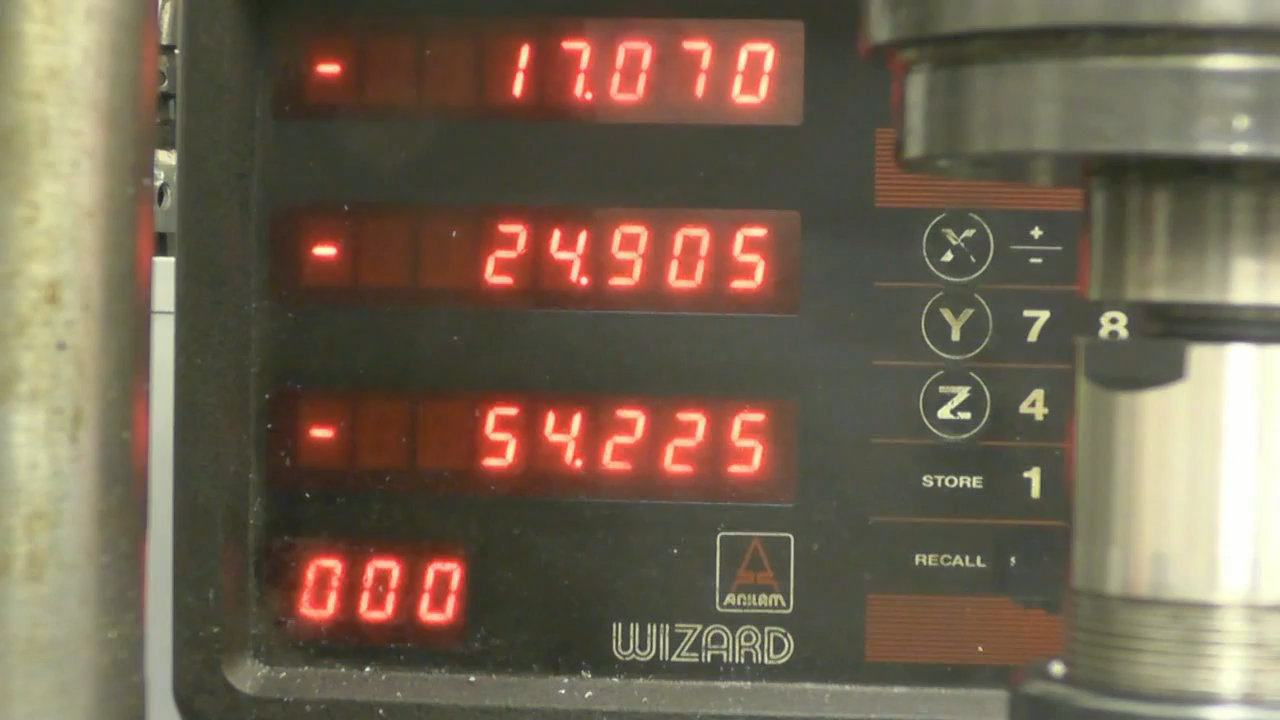 - 17.070
- 24.905
- 54.225
000
ANILAM
WIZARD
X + -
Y 7 8
Z 4
STORE 1
RECALL